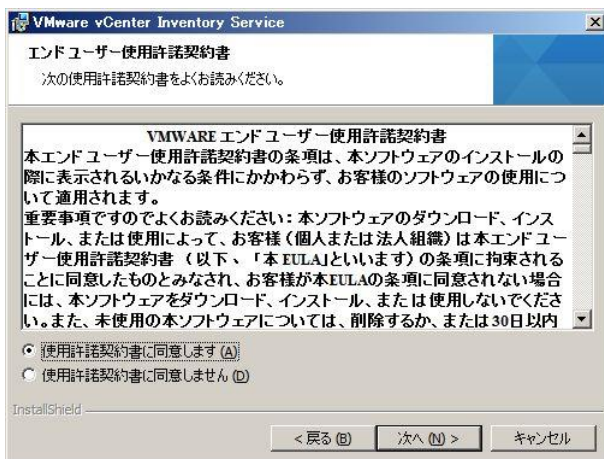 VMware vCenter Inventory Service
エンド ユーザー使用許諾契約書
次の使用許諾契約書をよくお読みください。
VMWARE エンド ユーザー使用許諾契約書
本エンド ユーザー使用許諾契約書の条項は、本ソフトウェアのインストールの
際に表示されるいかなる条件にかかわらず、お客様のソフトウェアの使用につ
いて適用されます。
重要事項ですのでよくお読みください：本ソフトウェアのダウンロード、インス
トール、または使用によって、お客様（個人または法人組織）は本エンド ユー
ザー使用許諾契約書 （以下、「本 EULA」といいます）の条項に拘束される
ことに同意したものとみなされ、お客様が本EULAの条項に同意されない場合
には、本ソフトウェアをダウンロード、インストール、または使用しないでくださ
い。また、未使用の本ソフトウェアについては、削除するか、または30日以内
使用許諾契約書に同意します (A)
使用許諾契約書に同意しません (D)
InstallShield
< 戻る (B)
次へ (N) >
キャンセル